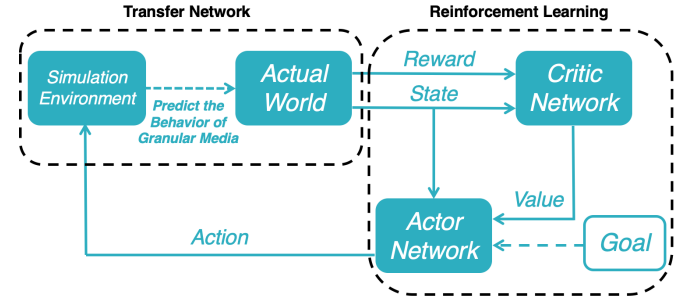 Transfer Network
Reinforcement Learning
Simulation
Environment
Predict the
Behavior of
Granular Media
Actual
World
Reward
State
Critic
Network
Value
Actor
Network
Goal
Action